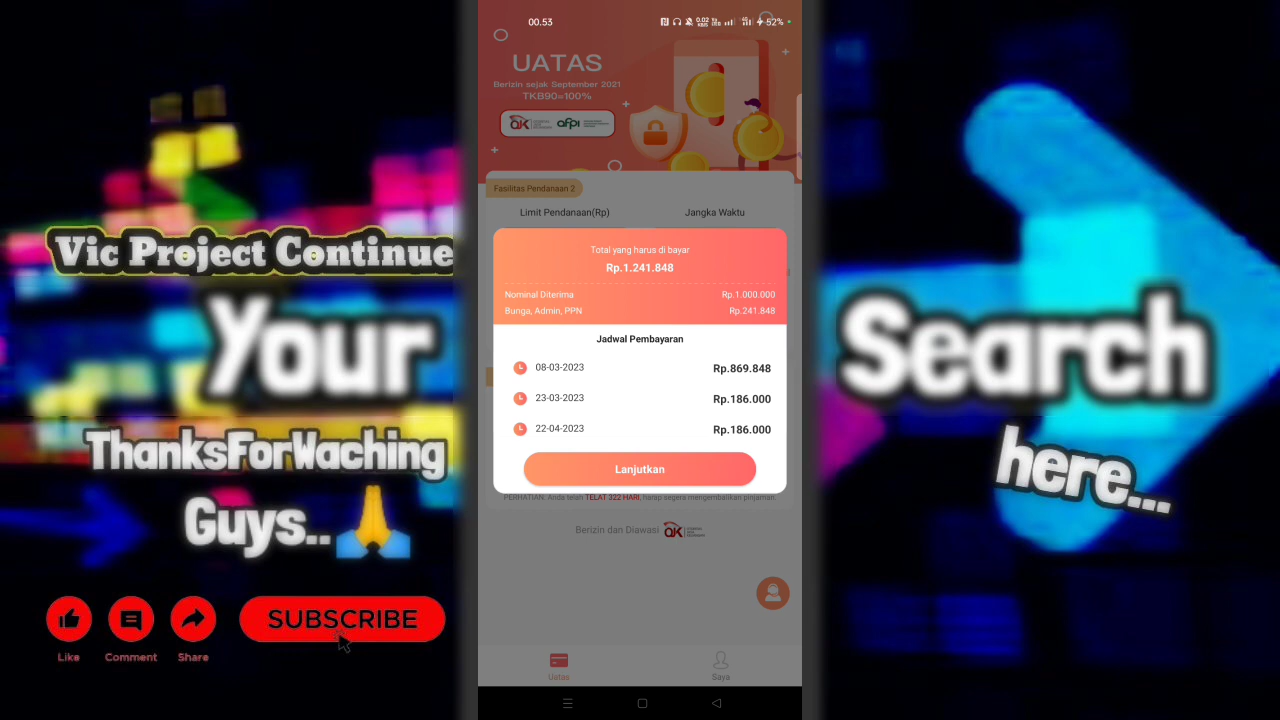 Vic Project Continue
Your
ThanksForWaching
Guys..
Like
Comment
Share
SUBSCRIBE
00.53
0.02
52%
UATAS
Berizin sejak September 2021
TKB90=100%
afpi
Fasilitas Pendanaan 2
Limit Pendanaan(Rp)
Jangka Waktu
Total yang harus di bayar
Rp.1.241.848
Nominal Diterima
Rp.1.000.000
Bunga, Admin, PPN
Rp.241.848
Jadwal Pembayaran
08-03-2023
Rp.869.848
23-03-2023
Rp.186.000
22-04-2023
Rp.186.000
Lanjutkan
PERHATIAN: Anda telah TELAT 322 HARI, harap segera mengembalikan pinjaman.
Berizin dan Diawasi
Uatas
Saya
Search
here...